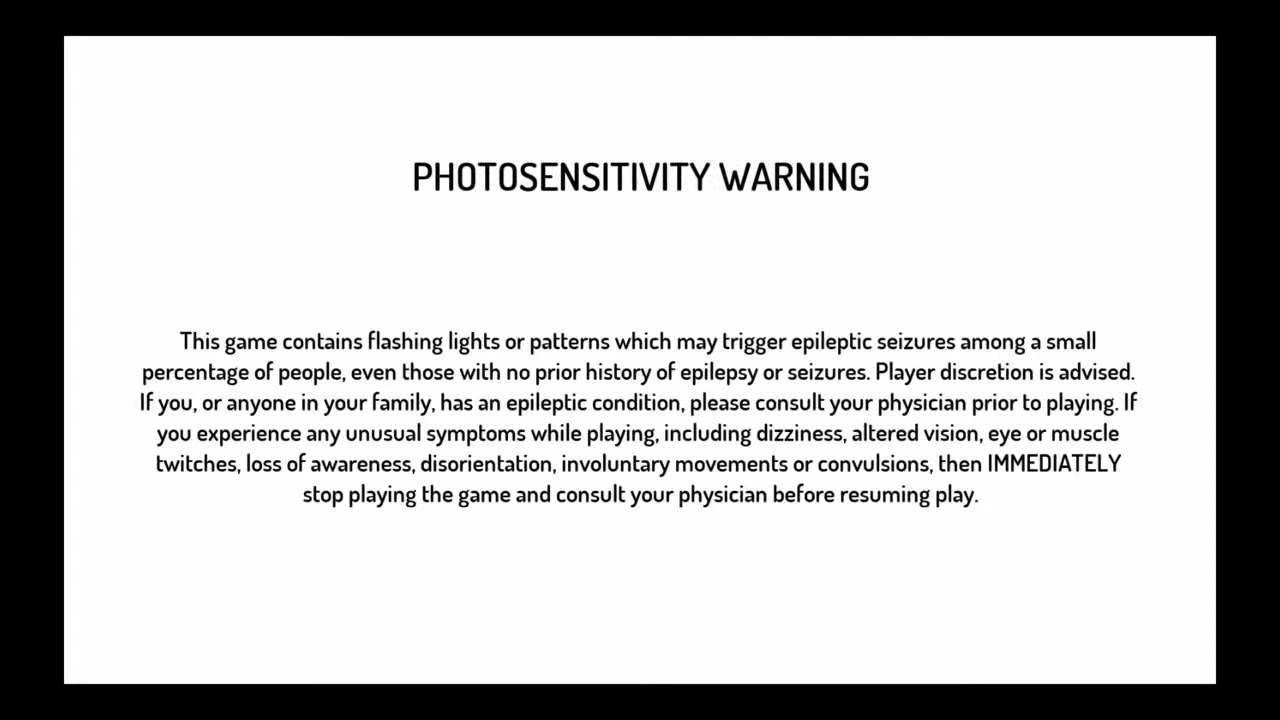 PHOTOSENSITIVITY WARNING
This game contains flashing lights or patterns which may trigger epileptic seizures among a small
percentage of people, even those with no prior history of epilepsy or seizures. Player discretion is advised.
If you, or anyone in your family, has an epileptic condition, please consult your physician prior to playing. If
you experience any unusual symptoms while playing, including dizziness, altered vision, eye or muscle
twitches, loss of awareness, disorientation, involuntary movements or convulsions, then IMMEDIATELY
stop playing the game and consult your physician before resuming play.